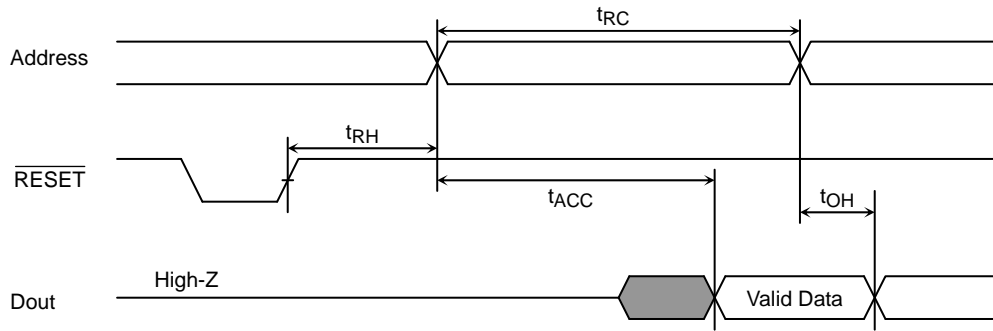 tRC
Address
tRH
RESET
tACC
tOH
High-Z
Dout
Valid Data